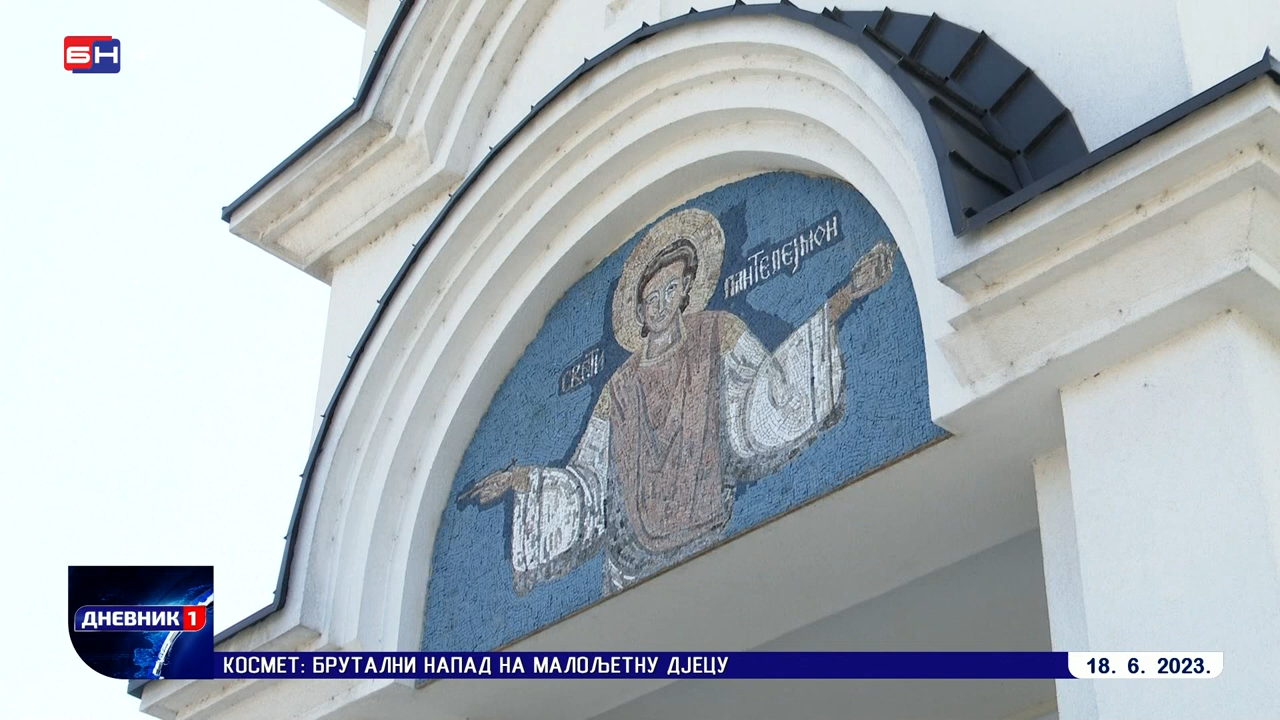 БН
СВЕТИ
ПАНТЕЛЕЈМОН
ДНЕВНИК 1
КОСМЕТ: БРУТАЛНИ НАПАД НА МАЛОЉЕТНУ ДЈЕЦУ
18. 6. 2023.